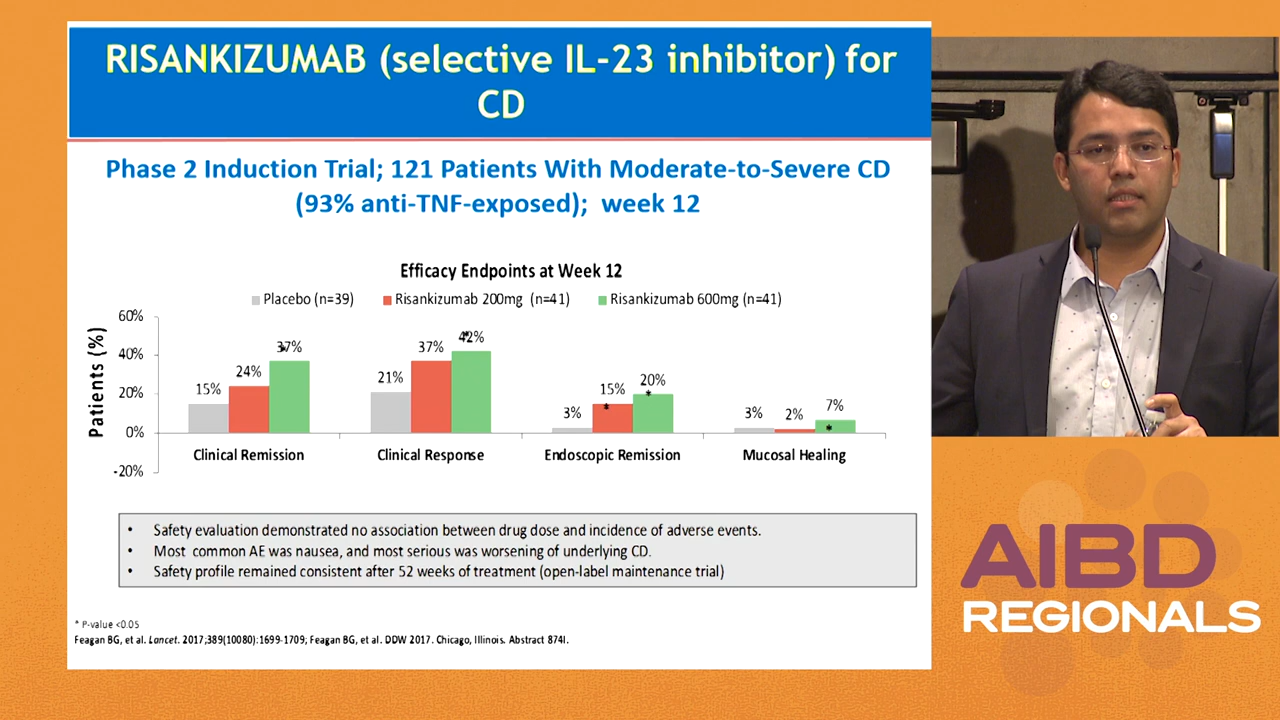 RISANKIZUMAB (selective IL-23 inhibitor) for
CD
Phase 2 Induction Trial; 121 Patients With Moderate-to-Severe CD
(93% anti-TNF-exposed); week 12
Efficacy Endpoints at Week 12
Placebo (n=39) Risankizumab 200mg (n=41) Risankizumab 600mg (n=41)
Patients (%)
60%
40%
20%
0%
-20%
15% 24% 37%*
21% 37% 42%*
3% 15%* 20%*
3% 2% 7%*
Clinical Remission Clinical Response Endoscopic Remission Mucosal Healing
• Safety evaluation demonstrated no association between drug dose and incidence of adverse events.
• Most common AE was nausea, and most serious was worsening of underlying CD.
• Safety profile remained consistent after 52 weeks of treatment (open-label maintenance trial)
* P-value <0.05
Feagan BG, et al. Lancet. 2017;389(10080):1699-1709; Feagan BG, et al. DDW 2017. Chicago, Illinois. Abstract 874I.
AIBD
REGIONALS